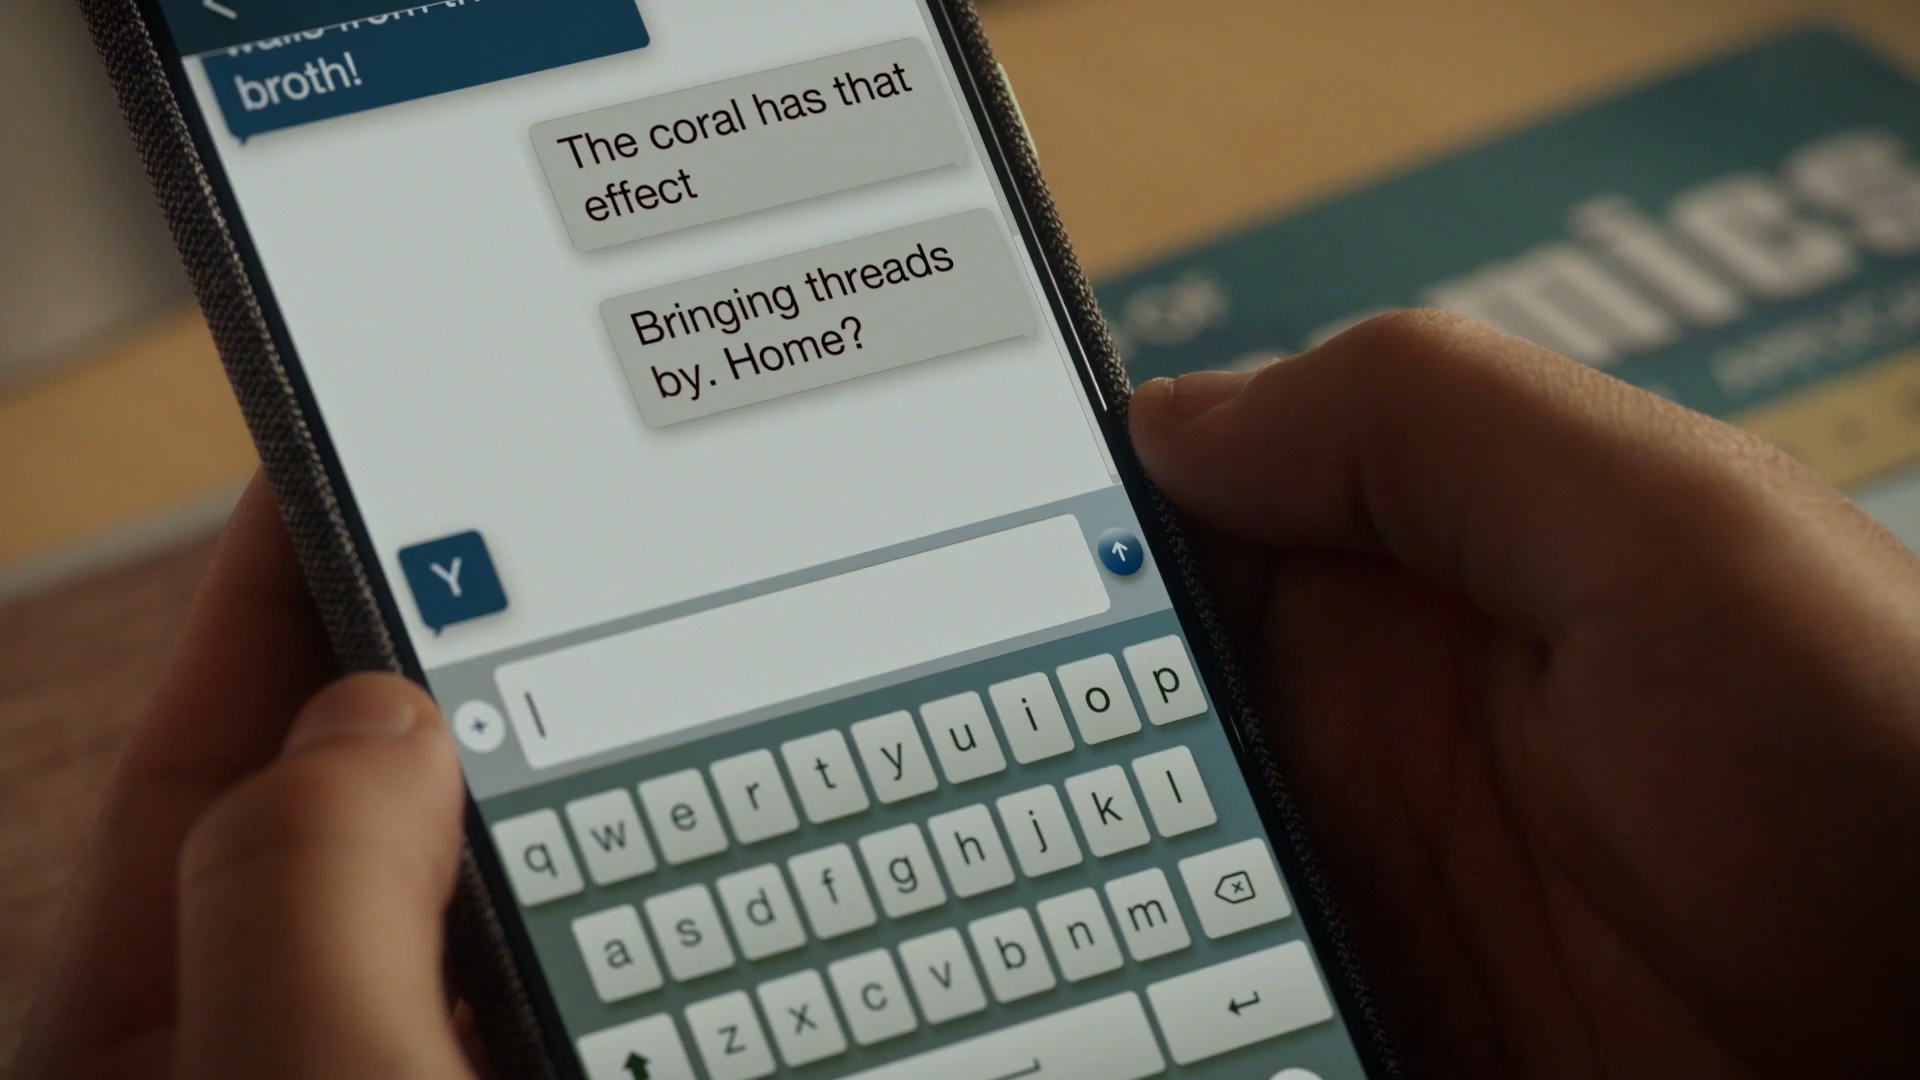 broth!
The coral has that
effect
Bringing threads
by. Home?
Y
q w e r t y u i o p
a s d f g h j k l
z x c v b n m